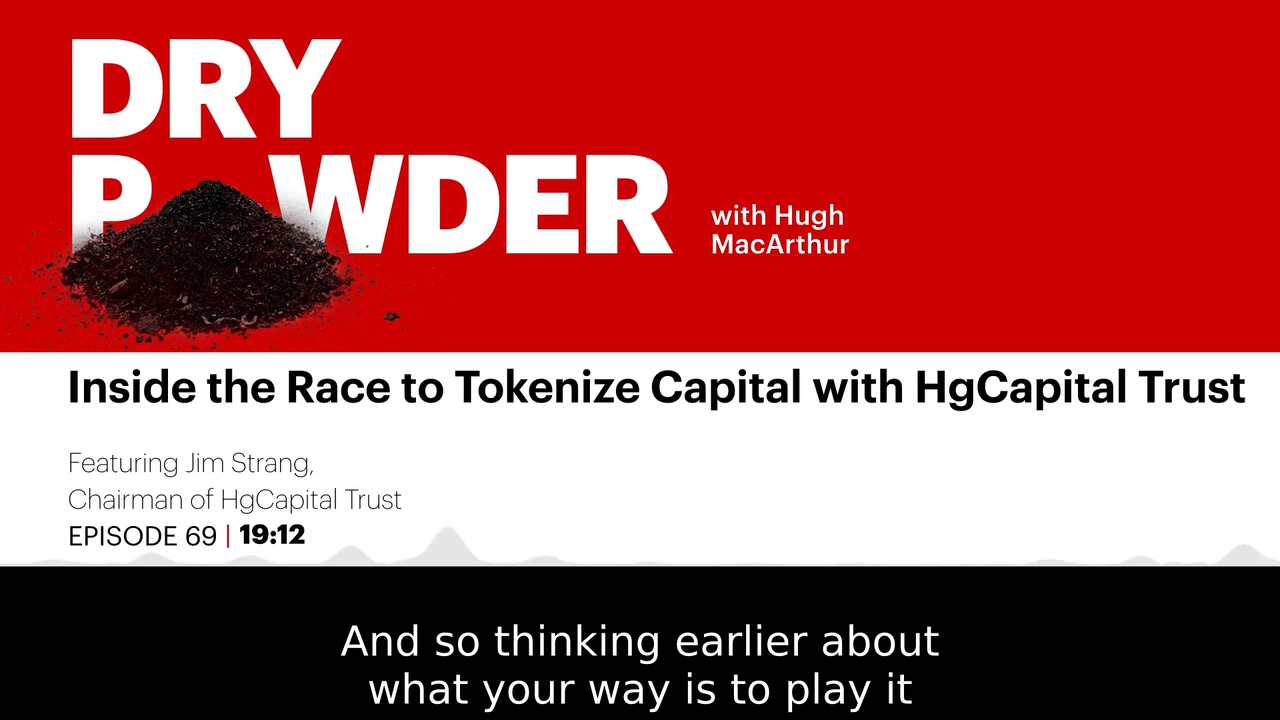 DRY
POWDER
with Hugh
MacArthur
Inside the Race to Tokenize Capital with HgCapital Trust
Featuring Jim Strang,
Chairman of HgCapital Trust
EPISODE 69 | 19:12
And so thinking earlier about
what your way is to play it